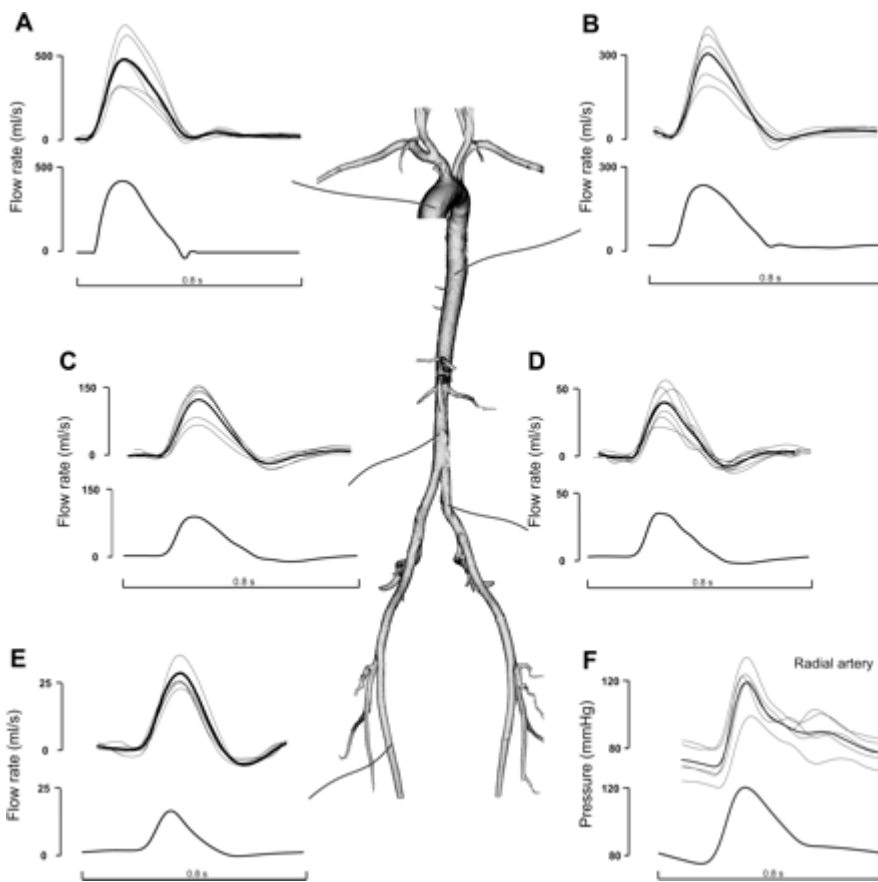 A
500
0
Flow rate (ml/s)
500
0
0.8 s
B
300
0
Flow rate (ml/s)
300
0
0.8 s
C
150
0
Flow rate (ml/s)
150
0
0.8 s
D
50
0
Flow rate (ml/s)
50
0
0.8 s
E
25
0
Flow rate (ml/s)
25
0
0.8 s
F
Radial artery
120
80
Pressure (mmHg)
120
80
0.8 s